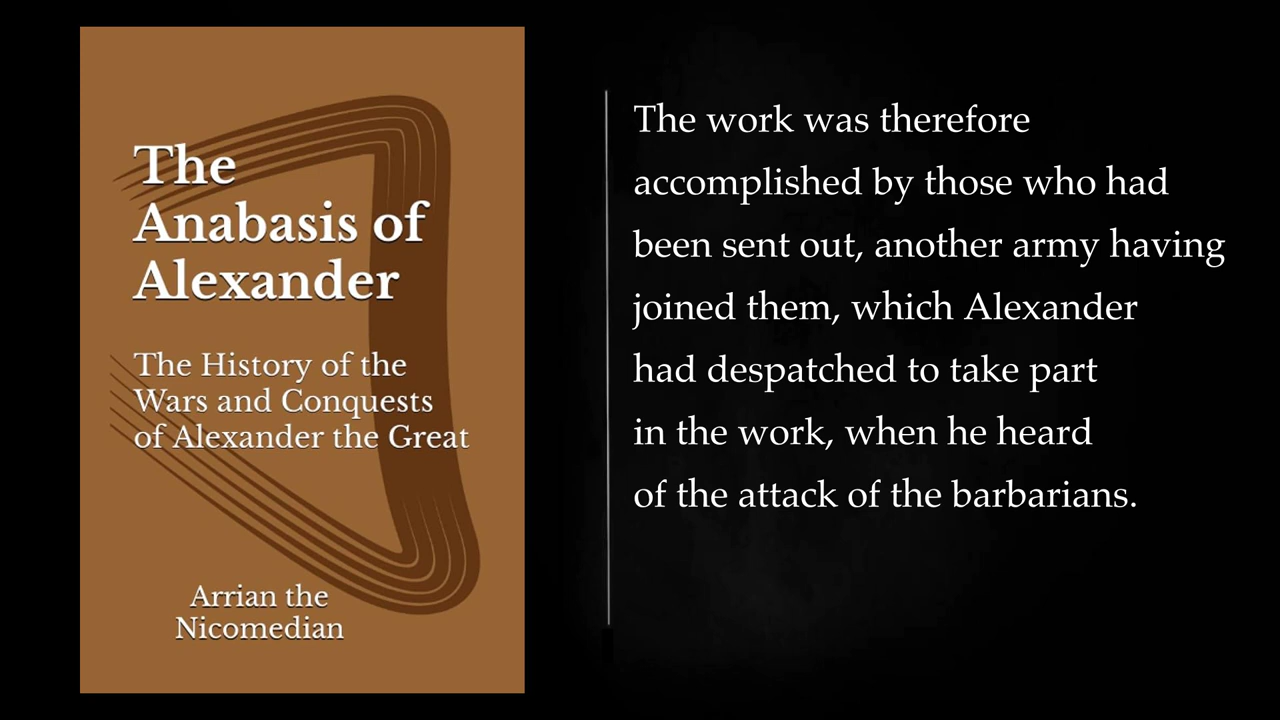 The
Anabasis of
Alexander
The History of the
Wars and Conquests
of Alexander the Great
Arrian the
Nicomedian
The work was therefore
accomplished by those who had
been sent out, another army having
joined them, which Alexander
had despatched to take part
in the work, when he heard
of the attack of the barbarians.